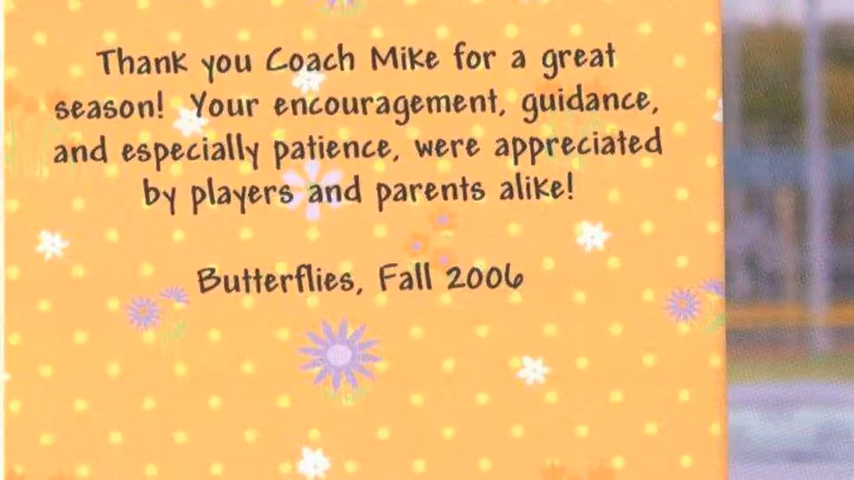 Thank you Coach Mike for a great
season! Your encouragement, guidance,
and especially patience, were appreciated
by players and parents alike!
Butterflies, Fall 2006